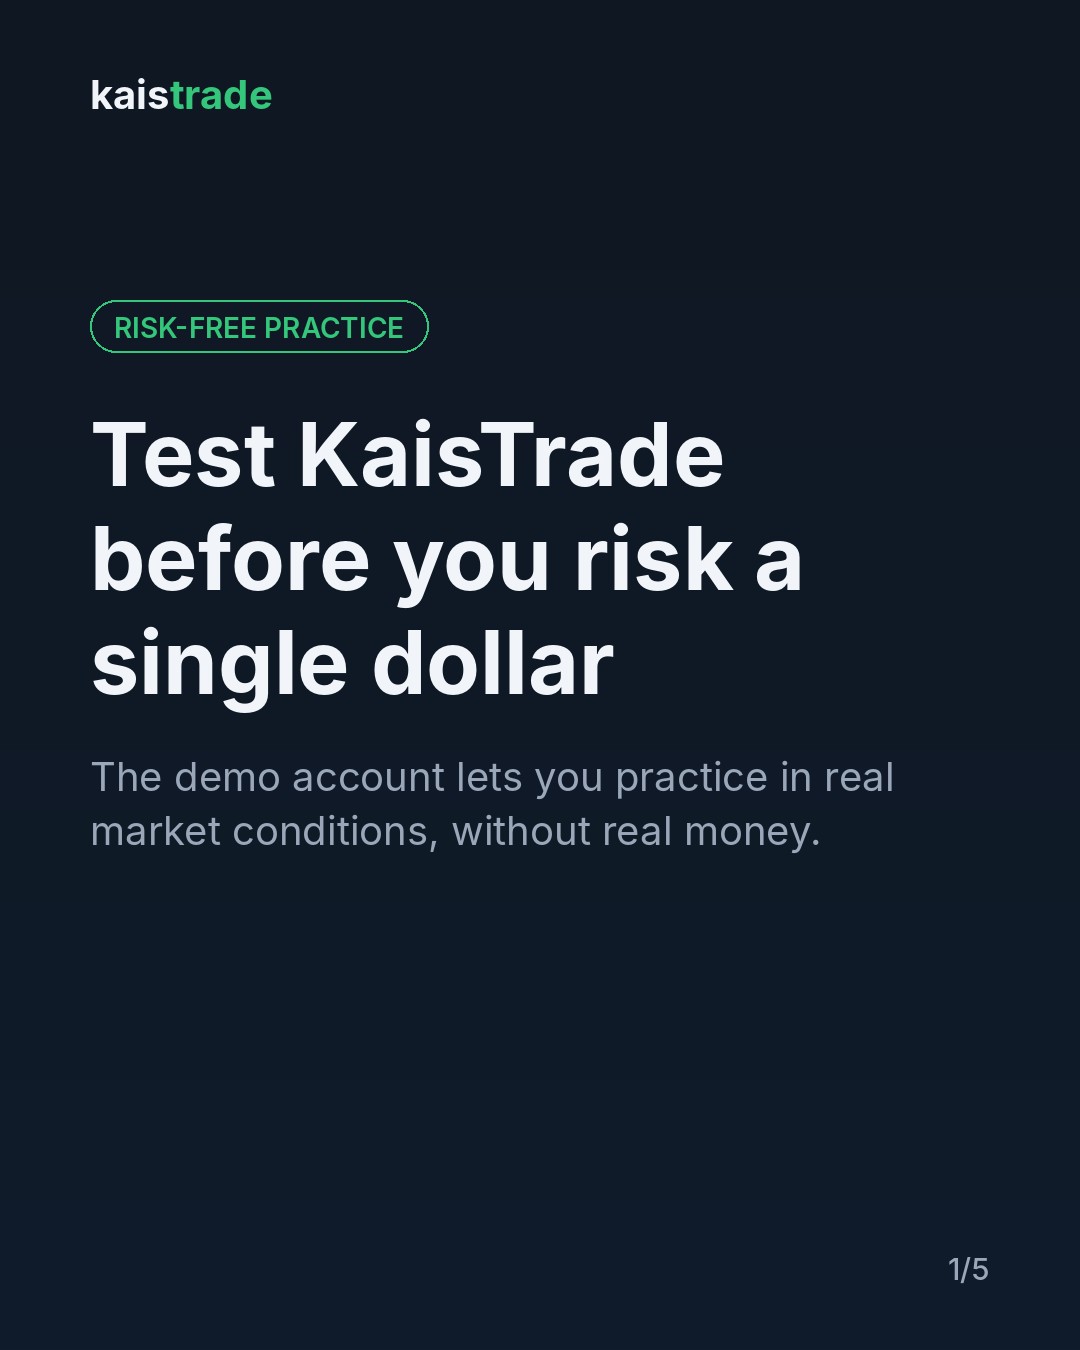 kaistrade
RISK-FREE PRACTICE
Test KaisTrade
before you risk a
single dollar
The demo account lets you practice in real
market conditions, without real money.
1/5